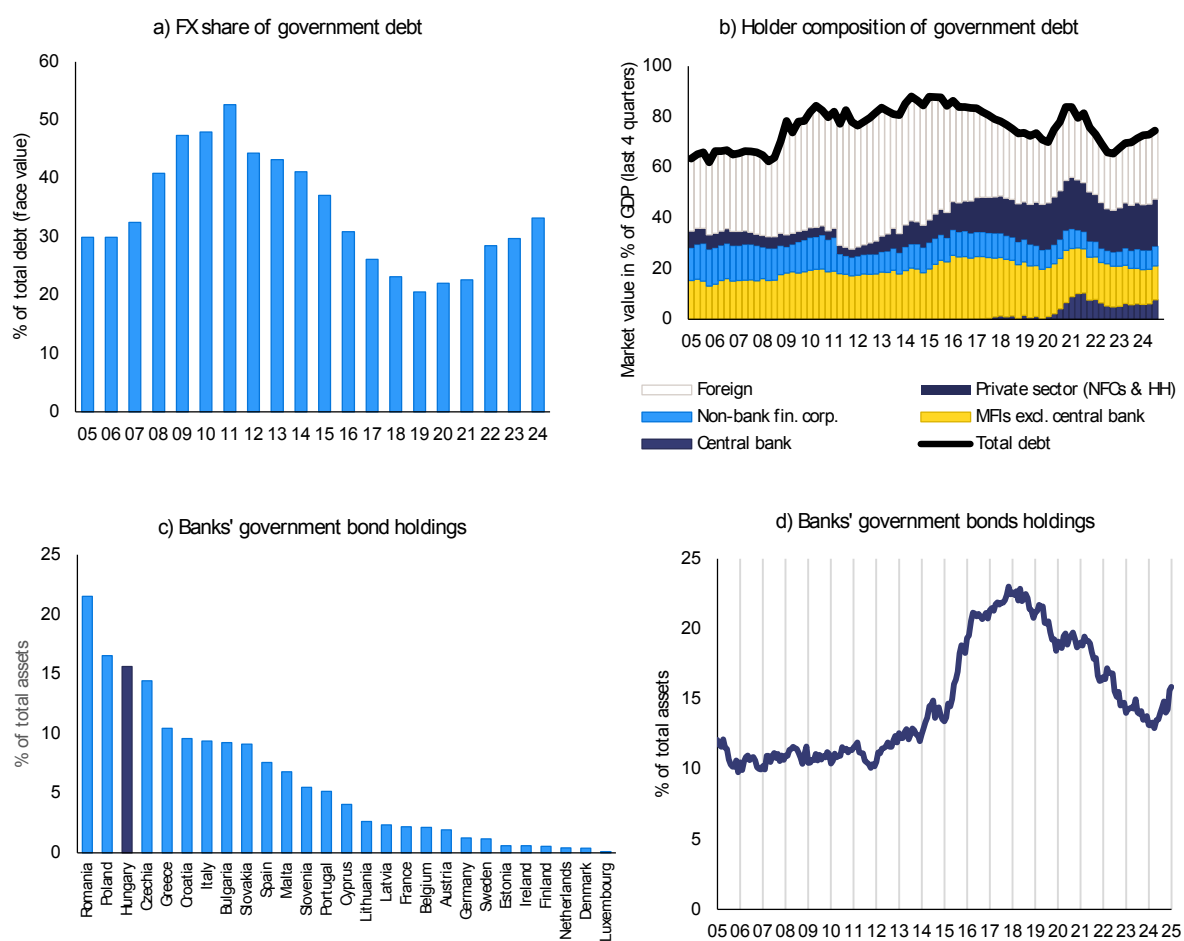 a) FX share of government debt
% of total debt (face value)
60
50
40
30
20
10
0
05 06 07 08 09 10 11 12 13 14 15 16 17 18 19 20 21 22 23 24
b) Holder composition of government debt
Market value in % of GDP (last 4 quarters)
100
80
60
40
20
0
05 06 07 08 09 10 11 12 13 14 15 16 17 18 19 20 21 22 23 24
Foreign
Private sector (NFCs & HH)
Non-bank fin. corp.
MFIs excl. central bank
Central bank
Total debt
c) Banks' government bond holdings
% of total assets
25
20
15
10
5
0
Romania
Poland
Hungary
Czechia
Greece
Croatia
Italy
Bulgaria
Slovakia
Spain
Malta
Slovenia
Portugal
Cyprus
Lithuania
Latvia
France
Belgium
Austria
Germany
Sweden
Estonia
Ireland
Finland
Netherlands
Denmark
Luxembourg
d) Banks' government bonds holdings
% of total assets
25
20
15
10
5
0
05 06 07 08 09 10 11 12 13 14 15 16 17 18 19 20 21 22 23 24 25